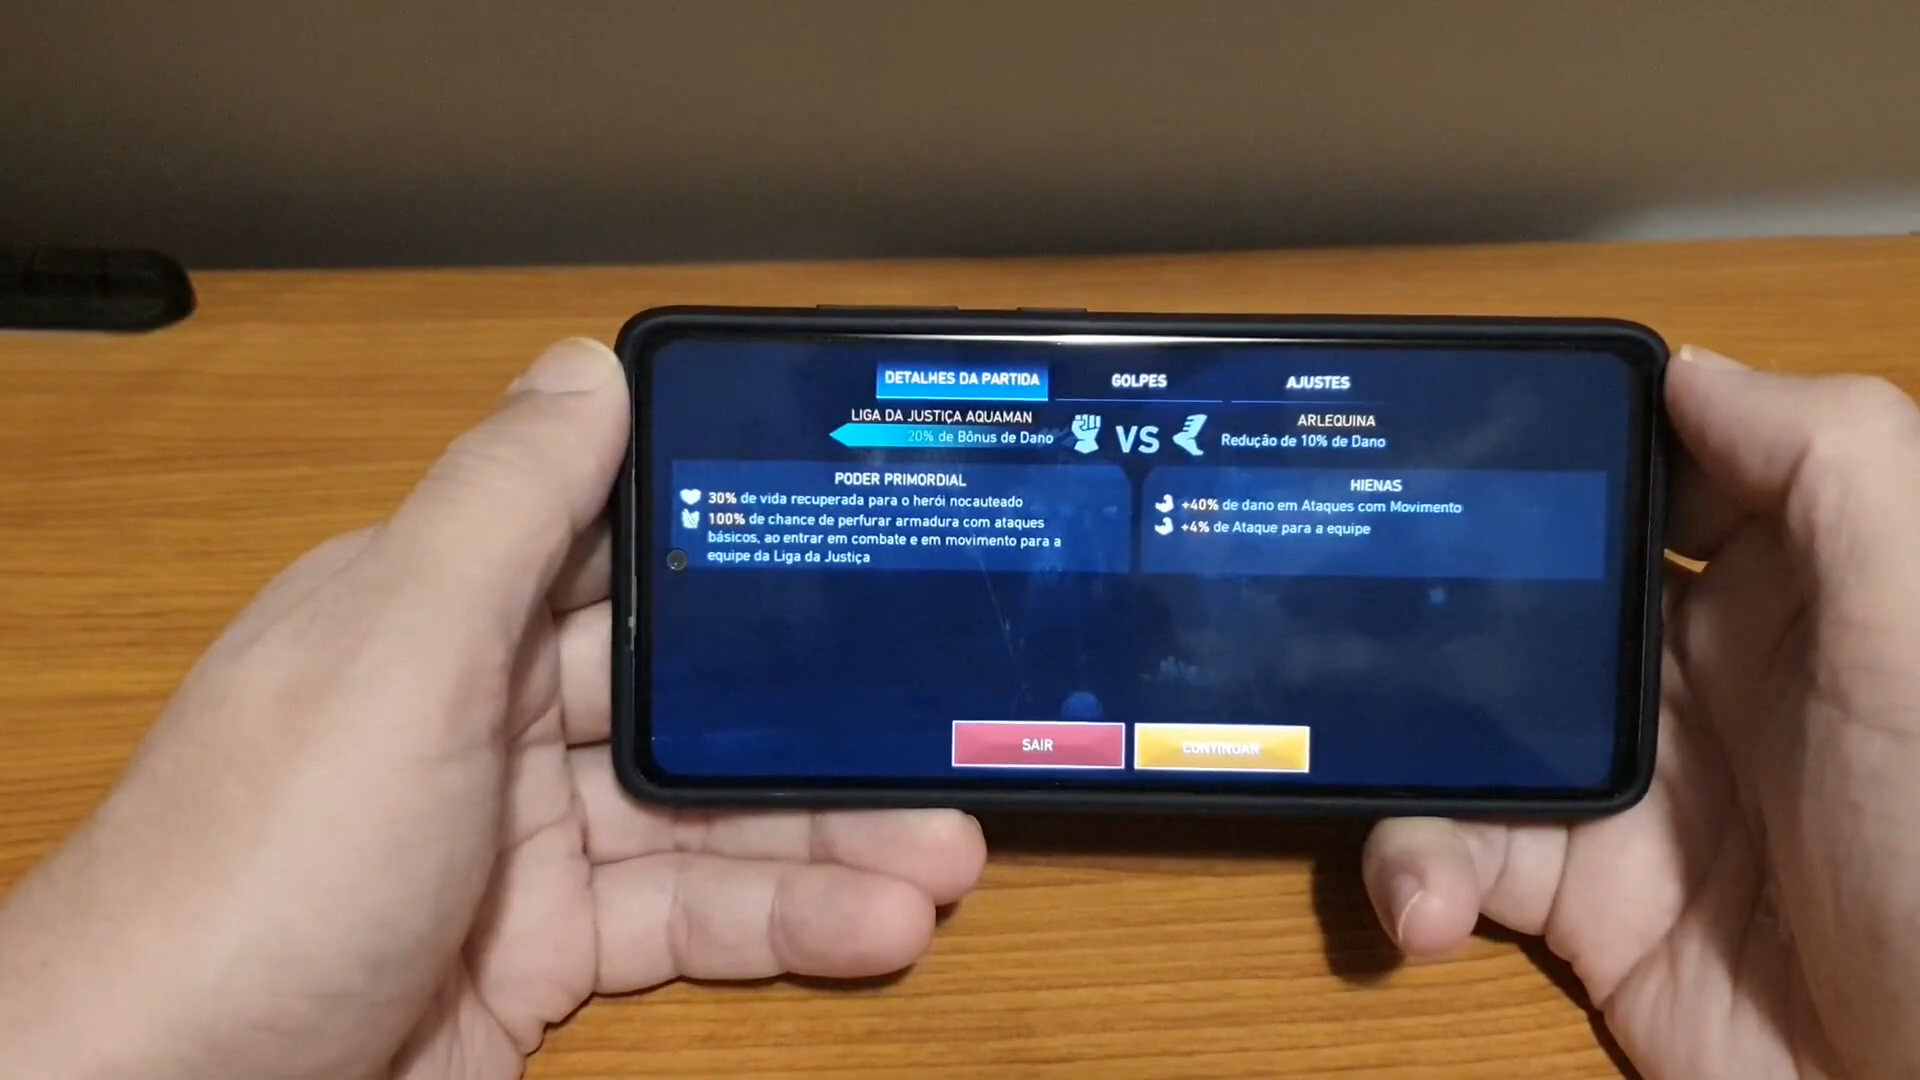 DETALHES DA PARTIDA
GOLPES
AJUSTES
LIGA DA JUSTIÇA AQUAMAN
20% de Bônus de Dano
VS
ARLEQUINA
Redução de 10% de Dano
PODER PRIMORDIAL
30% de vida recuperada para o herói nocauteado
100% de chance de perfurar armadura com ataques
básicos, ao entrar em combate e em movimento para a
equipe da Liga da Justiça
HIENAS
+40% de dano em Ataques com Movimento
+4% de Ataque para a equipe
SAIR
CONTINUAR